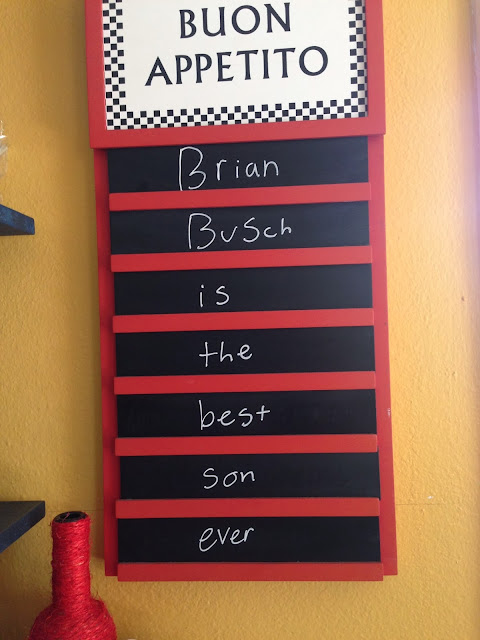 BUON
APPETITO
Brian
Busch
is
the
best
son
ever